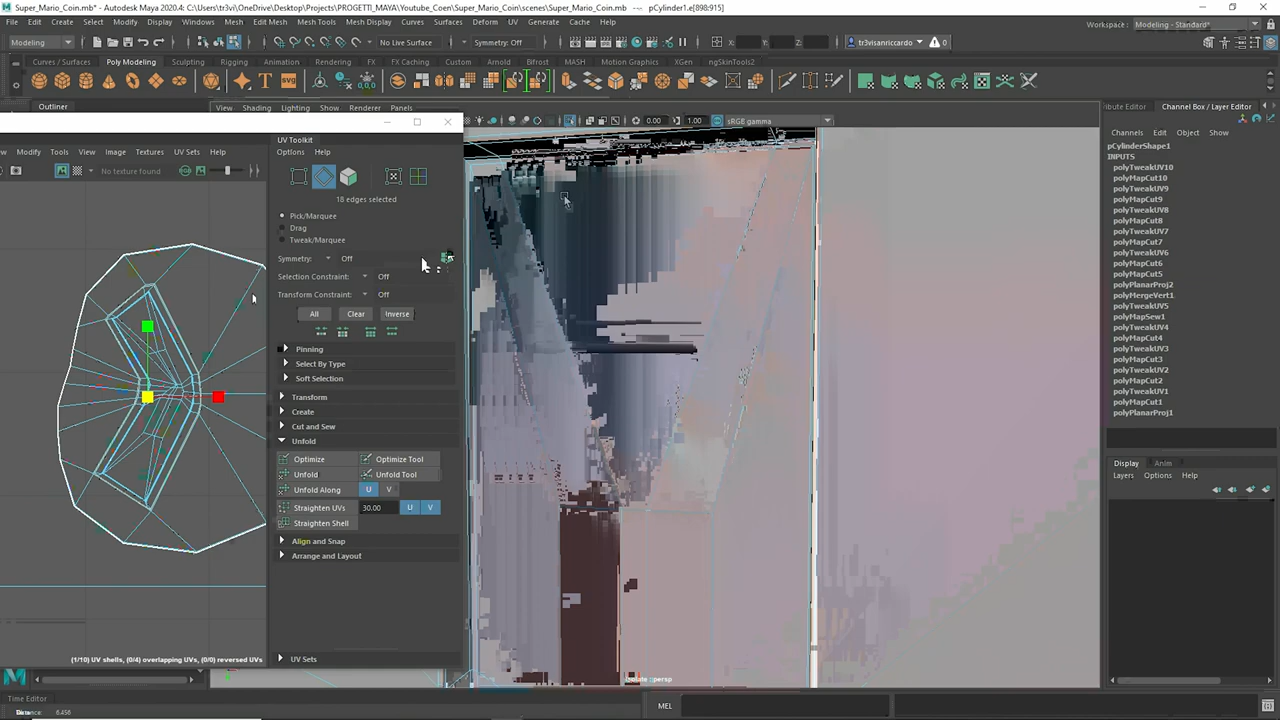 Super_Mario_Coin.mb* - Autodesk Maya 2020.4: C:\Users\tr3vi\OneDrive\Desktop\Projects\PROGETTI_MAYA\Youtube_Coen\Super_Mario_Coin\scenes\Super_Mario_Coin.mb --- pCylinder1.e[898:915]
File Edit Create Select Modify Display Windows Mesh Edit Mesh Mesh Tools Mesh Display Curves Surfaces Deform UV Generate Cache Help
Workspace : Modeling - Standard*
Modeling No Live Surface Symmetry: Off tr3visanriccardo 0
Curves / Surfaces Poly Modeling Sculpting Rigging Animation Rendering FX FX Caching Custom Arnold Bifrost MASH Motion Graphics XGen ngSkinTools2
Outliner View Shading Lighting Show Renderer Panels
ibute Editor Channel Box / Layer Editor
0.00 1.00 sRGB gamma
Channels Edit Object Show
UV Toolkit
pCylinderShape1
w Modify Tools View Image Textures UV Sets Help
Options Help
INPUTS
polyTweakUV10
No texture found
polyMapCut10
polyTweakUV9
polyMapCut9
18 edges selected
polyTweakUV8
Pick/Marquee
polyMapCut8
Drag
polyTweakUV7
Tweak/Marquee
polyMapCut7
polyTweakUV6
Symmetry: Off
polyMapCut6
polyMapCut5
Selection Constraint: Off
polyPlanarProj2
Transform Constraint: Off
polyMergeVert1
polyTweakUV5
All Clear Inverse
polyMapSew1
polyTweakUV4
polyMapCut4
Pinning
polyTweakUV3
polyMapCut3
Select By Type
polyTweakUV2
Soft Selection
polyMapCut2
polyTweakUV1
Transform
polyMapCut1
Create
polyPlanarProj1
Cut and Sew
Unfold
Optimize Optimize Tool
Display Anim
Unfold Unfold Tool
Layers Options Help
Unfold Along U V
Straighten UVs 30.00 U V
Straighten Shell
Align and Snap
Arrange and Layout
(1/10) UV shells, (0/4) overlapping UVs, (0/0) reversed UVs
UV Sets
Isolate : persp
Time Editor
Distance: 6.456
MEL